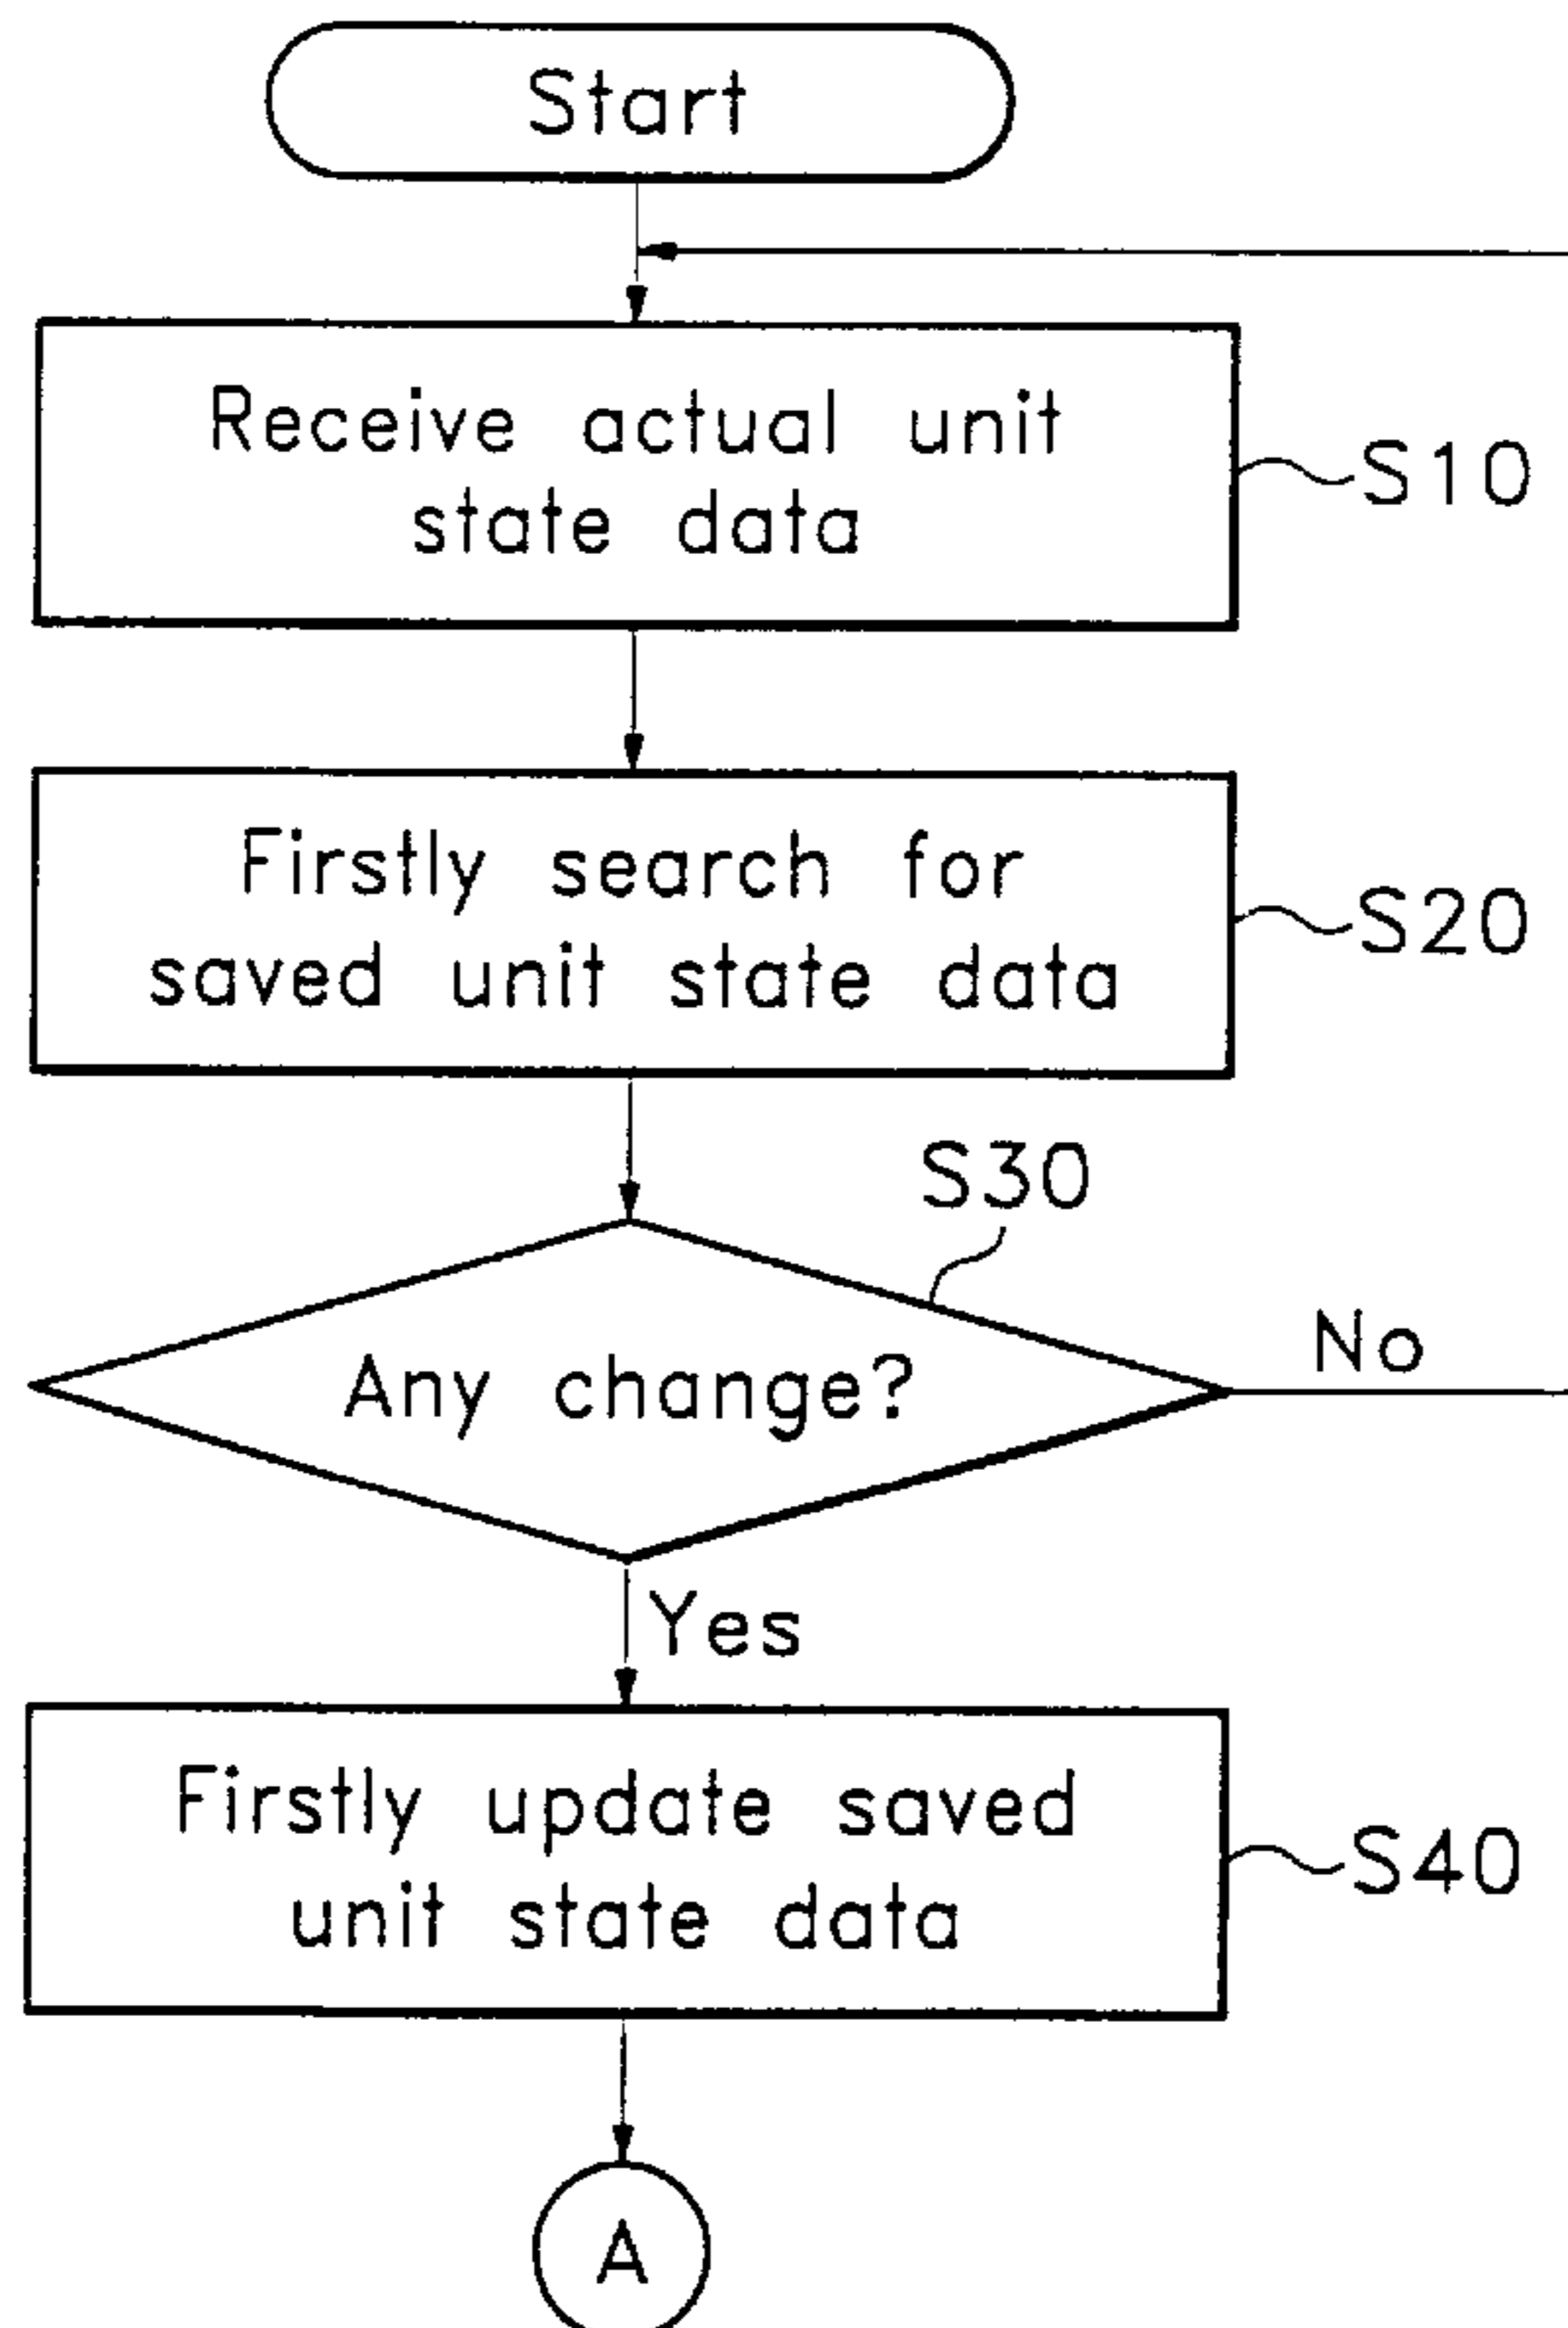 Start
Receive actual unit
state data
S10
Firstly search for
saved unit state data
S20
S30
Any change?
No
Yes
Firstly update saved
unit state data
S40
A